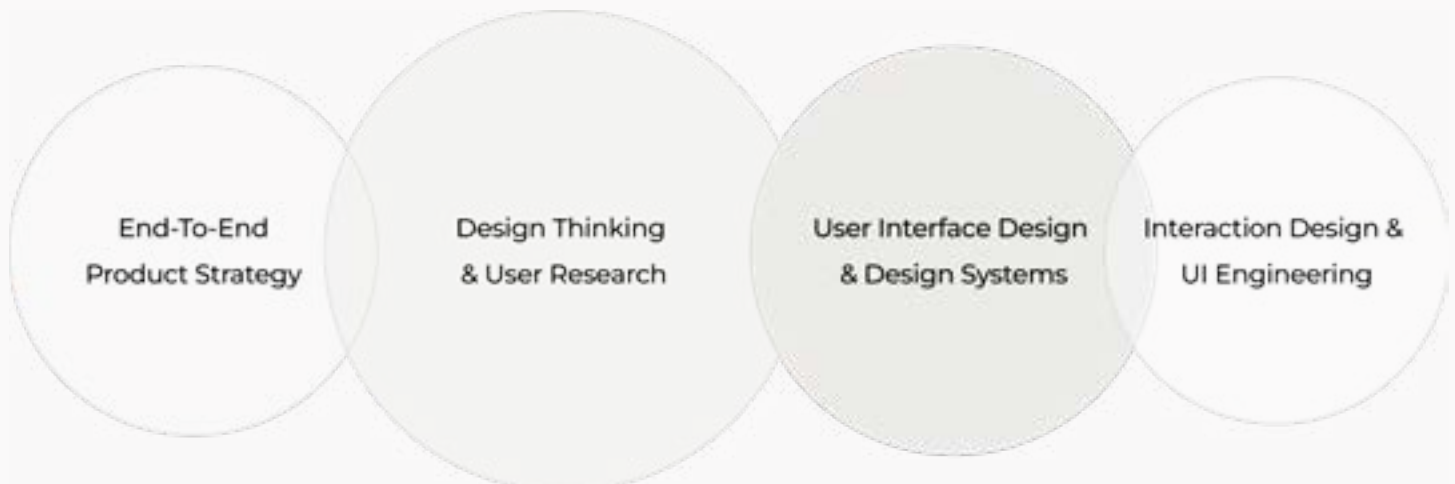 End-To-End
Product Strategy
Design Thinking
& User Research
User Interface Design
& Design Systems
Interaction Design &
UI Engineering